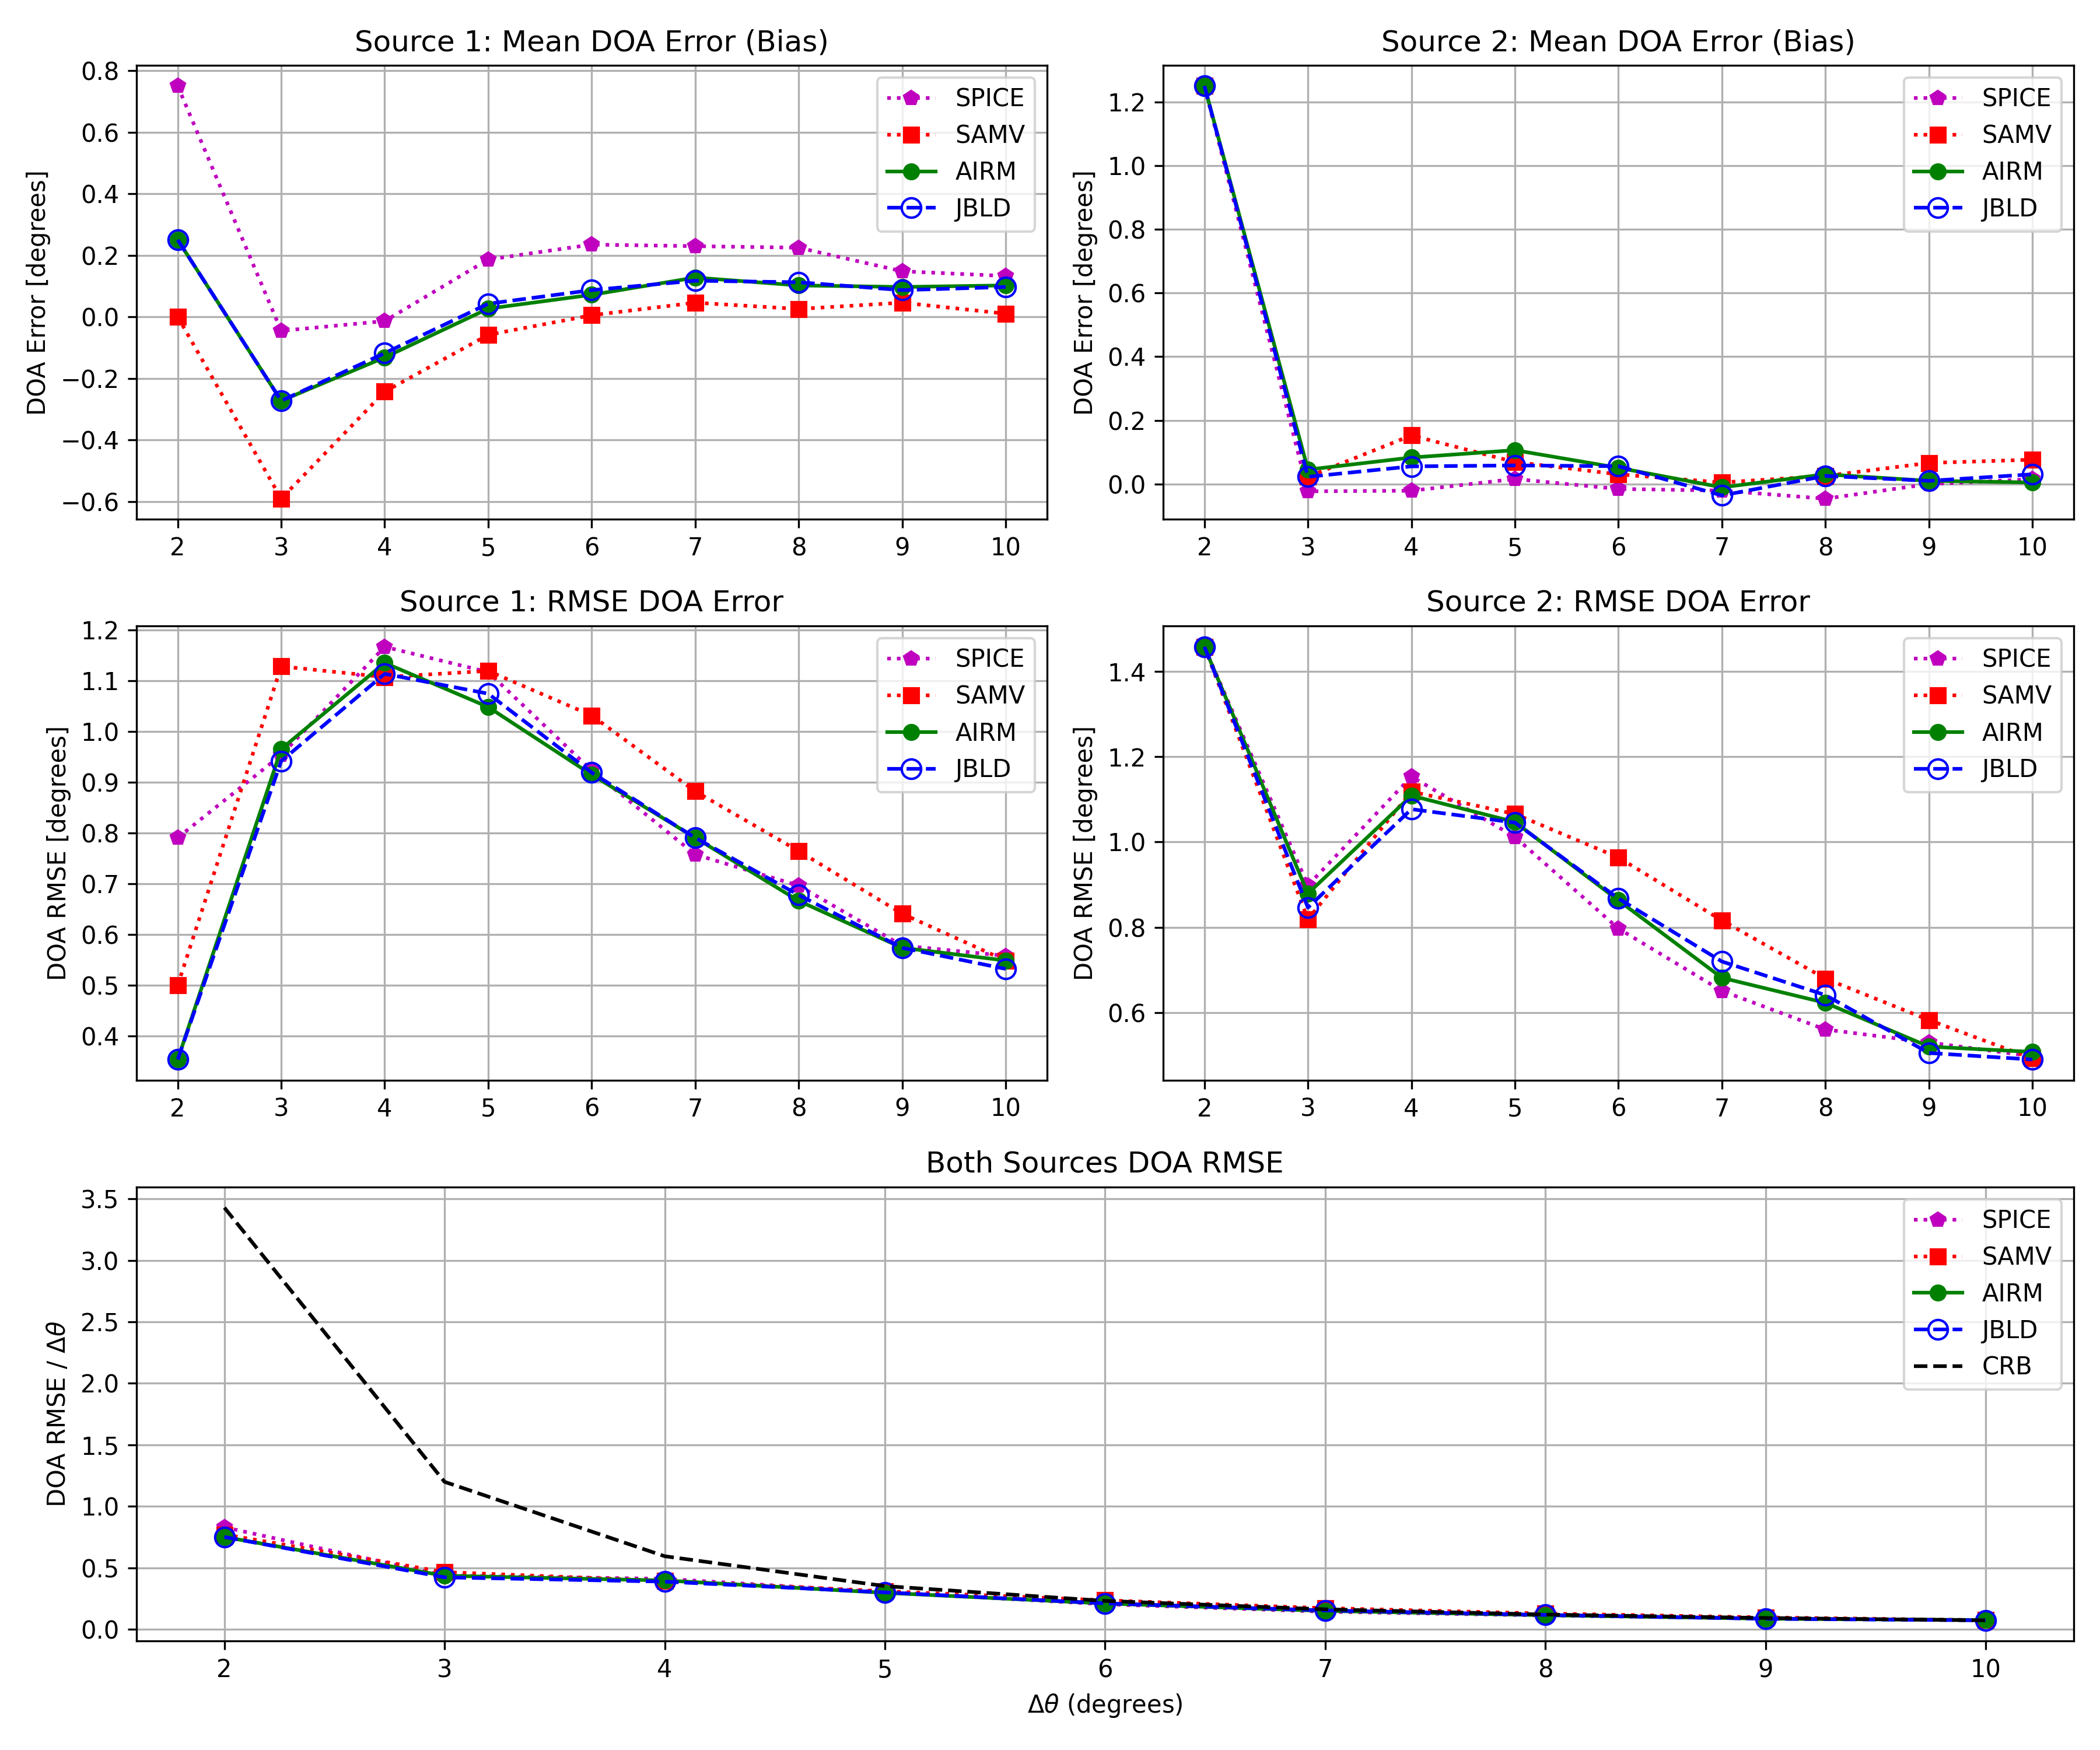 Source 1: Mean DOA Error (Bias)
DOA Error [degrees]
0.8
0.6
0.4
0.2
0.0
−0.2
−0.4
−0.6
2 3 4 5 6 7 8 9 10
SPICE
SAMV
AIRM
JBLD
Source 2: Mean DOA Error (Bias)
DOA Error [degrees]
1.2
1.0
0.8
0.6
0.4
0.2
0.0
2 3 4 5 6 7 8 9 10
SPICE
SAMV
AIRM
JBLD
Source 1: RMSE DOA Error
DOA RMSE [degrees]
1.2
1.1
1.0
0.9
0.8
0.7
0.6
0.5
0.4
2 3 4 5 6 7 8 9 10
SPICE
SAMV
AIRM
JBLD
Source 2: RMSE DOA Error
DOA RMSE [degrees]
1.4
1.2
1.0
0.8
0.6
2 3 4 5 6 7 8 9 10
SPICE
SAMV
AIRM
JBLD
Both Sources DOA RMSE
DOA RMSE / Δθ
3.5
3.0
2.5
2.0
1.5
1.0
0.5
0.0
2 3 4 5 6 7 8 9 10
Δθ (degrees)
SPICE
SAMV
AIRM
JBLD
CRB